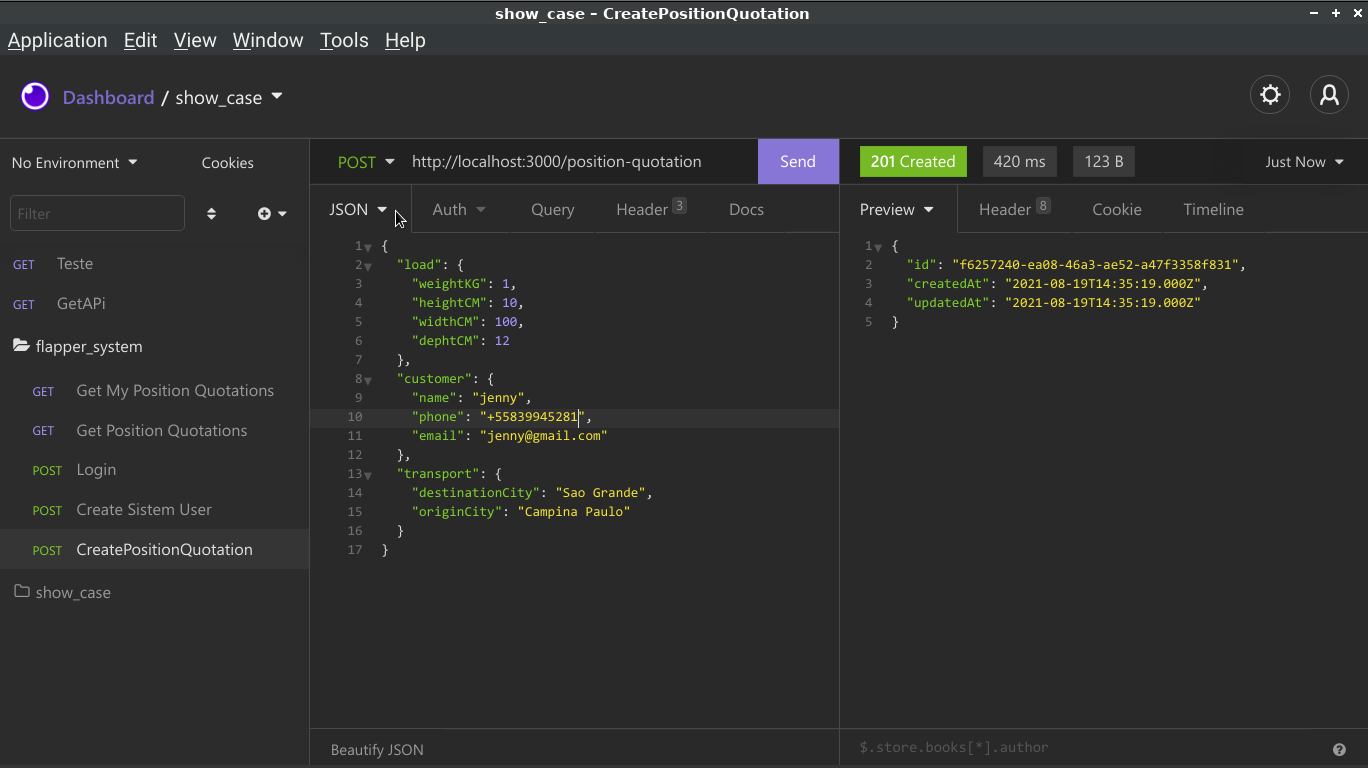 show_case – CreatePositionQuotation
Application Edit View Window Tools Help
Dashboard / show_case
No Environment Cookies
Filter
GET Teste
GET GetAPi
flapper_system
GET Get My Position Quotations
GET Get Position Quotations
POST Login
POST Create Sistem User
POST CreatePositionQuotation
show_case
POST http://localhost:3000/position-quotation Send
JSON Auth Query Header 3 Docs
1 {
2 "load": {
3 "weightKG": 1,
4 "heightCM": 10,
5 "widthCM": 100,
6 "dephtCM": 12
7 },
8 "customer": {
9 "name": "jenny",
10 "phone": "+55839945281",
11 "email": "jenny@gmail.com"
12 },
13 "transport": {
14 "destinationCity": "Sao Grande",
15 "originCity": "Campina Paulo"
16 }
17 }
Beautify JSON
201 Created 420 ms 123 B Just Now
Preview Header 8 Cookie Timeline
1 {
2 "id": "f6257240-ea08-46a3-ae52-a47f3358f831",
3 "createdAt": "2021-08-19T14:35:19.000Z",
4 "updatedAt": "2021-08-19T14:35:19.000Z"
5 }
$.store.books[*].author